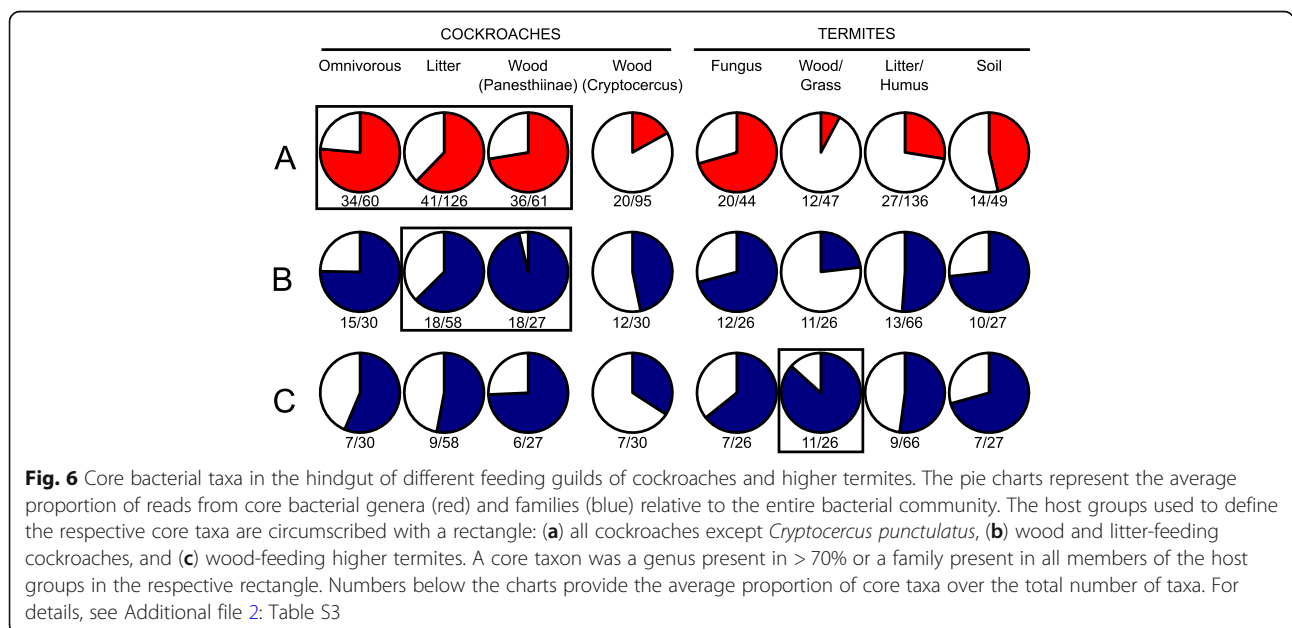 COCKROACHES TERMITES
Omnivorous Litter Wood Wood Fungus Wood/ Litter/ Soil
(Panesthiinae) (Cryptocercus) Grass Humus
A
34/60 41/126 36/61 20/95 20/44 12/47 27/136 14/49
B
15/30 18/58 18/27 12/30 12/26 11/26 13/66 10/27
C
7/30 9/58 6/27 7/30 7/26 11/26 9/66 7/27
Fig. 6 Core bacterial taxa in the hindgut of different feeding guilds of cockroaches and higher termites. The pie charts represent the average
proportion of reads from core bacterial genera (red) and families (blue) relative to the entire bacterial community. The host groups used to define
the respective core taxa are circumscribed with a rectangle: (a) all cockroaches except Cryptocercus punctulatus, (b) wood and litter-feeding
cockroaches, and (c) wood-feeding higher termites. A core taxon was a genus present in > 70% or a family present in all members of the host
groups in the respective rectangle. Numbers below the charts provide the average proportion of core taxa over the total number of taxa. For
details, see Additional file 2: Table S3